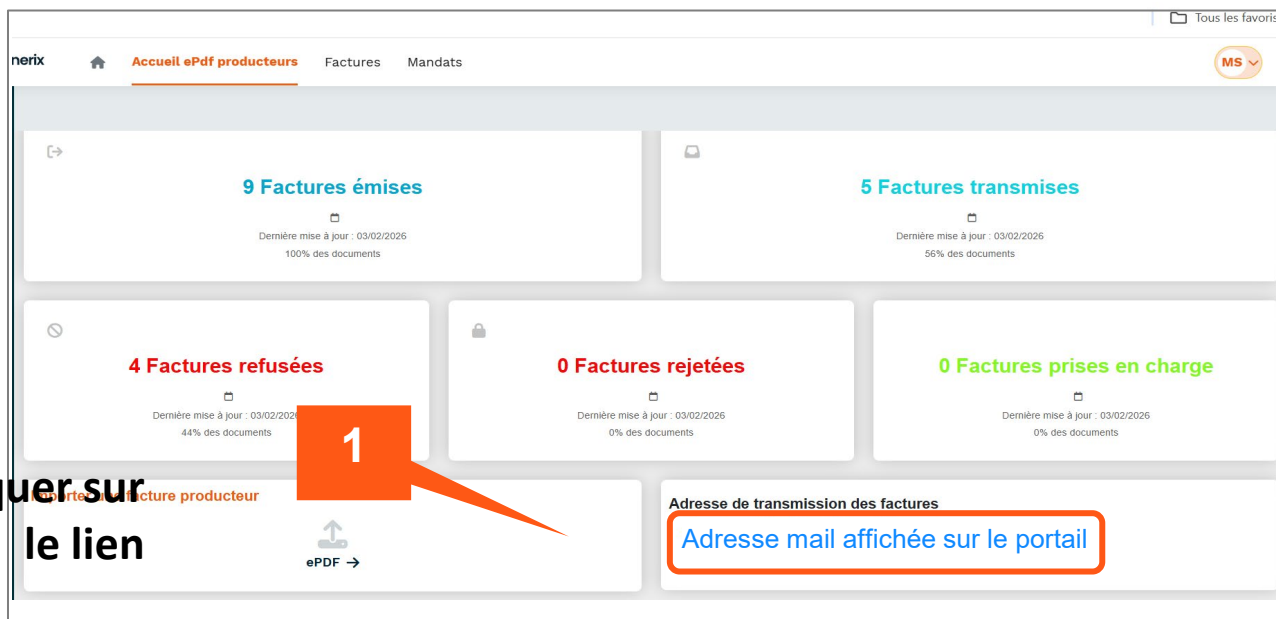 Tous les favoris
nerix Accueil ePdf producteurs Factures Mandats MS
9 Factures émises
Dernière mise à jour : 03/02/2026
100% des documents
5 Factures transmises
Dernière mise à jour : 03/02/2026
56% des documents
4 Factures refusées
Dernière mise à jour : 03/02/2026
44% des documents
0 Factures rejetées
Dernière mise à jour : 03/02/2026
0% des documents
0 Factures prises en charge
Dernière mise à jour : 03/02/2026
0% des documents
1
uer sur
le lien
facture producteur
ePDF →
Adresse de transmission des factures
Adresse mail affichée sur le portail